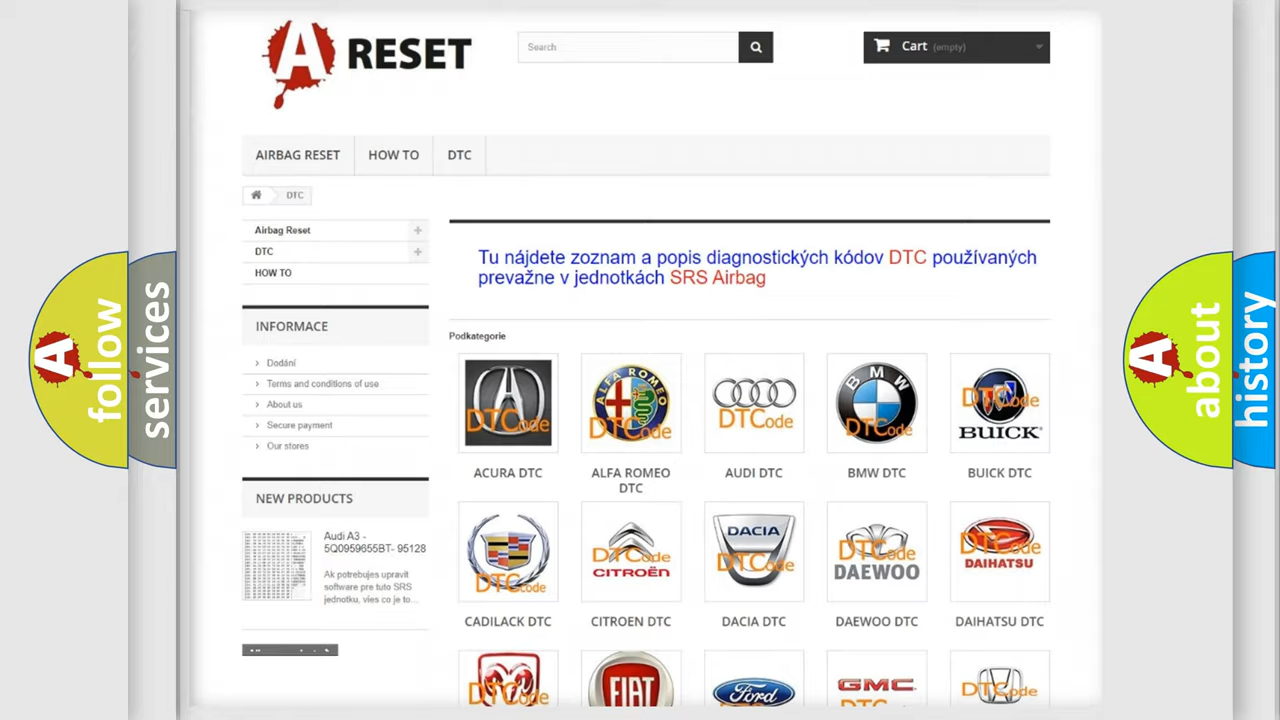 A RESET
Search
Cart (empty)
AIRBAG RESET
HOW TO
DTC
DTC
Airbag Reset
DTC
HOW TO
Tu nájdete zoznam a popis diagnostických kódov DTC používaných
prevažne v jednotkách SRS Airbag
INFORMACE
Dodání
Terms and conditions of use
About us
Secure payment
Our stores
Podkategorie
DTCode
ALFA ROMEO
DTCode
DTCode
BMW
DTCode
DTCode
BUICK
ACURA DTC
ALFA ROMEO
DTC
AUDI DTC
BMW DTC
BUICK DTC
NEW PRODUCTS
Audi A3 -
5Q0959655BT- 95128
Ak potrebujes upravit
software pre tuto SRS
jednotku, vies co je to...
DTCode
DTCode
CITROËN
DACIA
DTCode
DTCode
DAEWOO
DTCode
DAIHATSU
CADILACK DTC
CITROEN DTC
DACIA DTC
DAEWOO DTC
DAIHATSU DTC
DTCode
FIAT
Ford
GMC
DTCode
A follow
services
A about
history